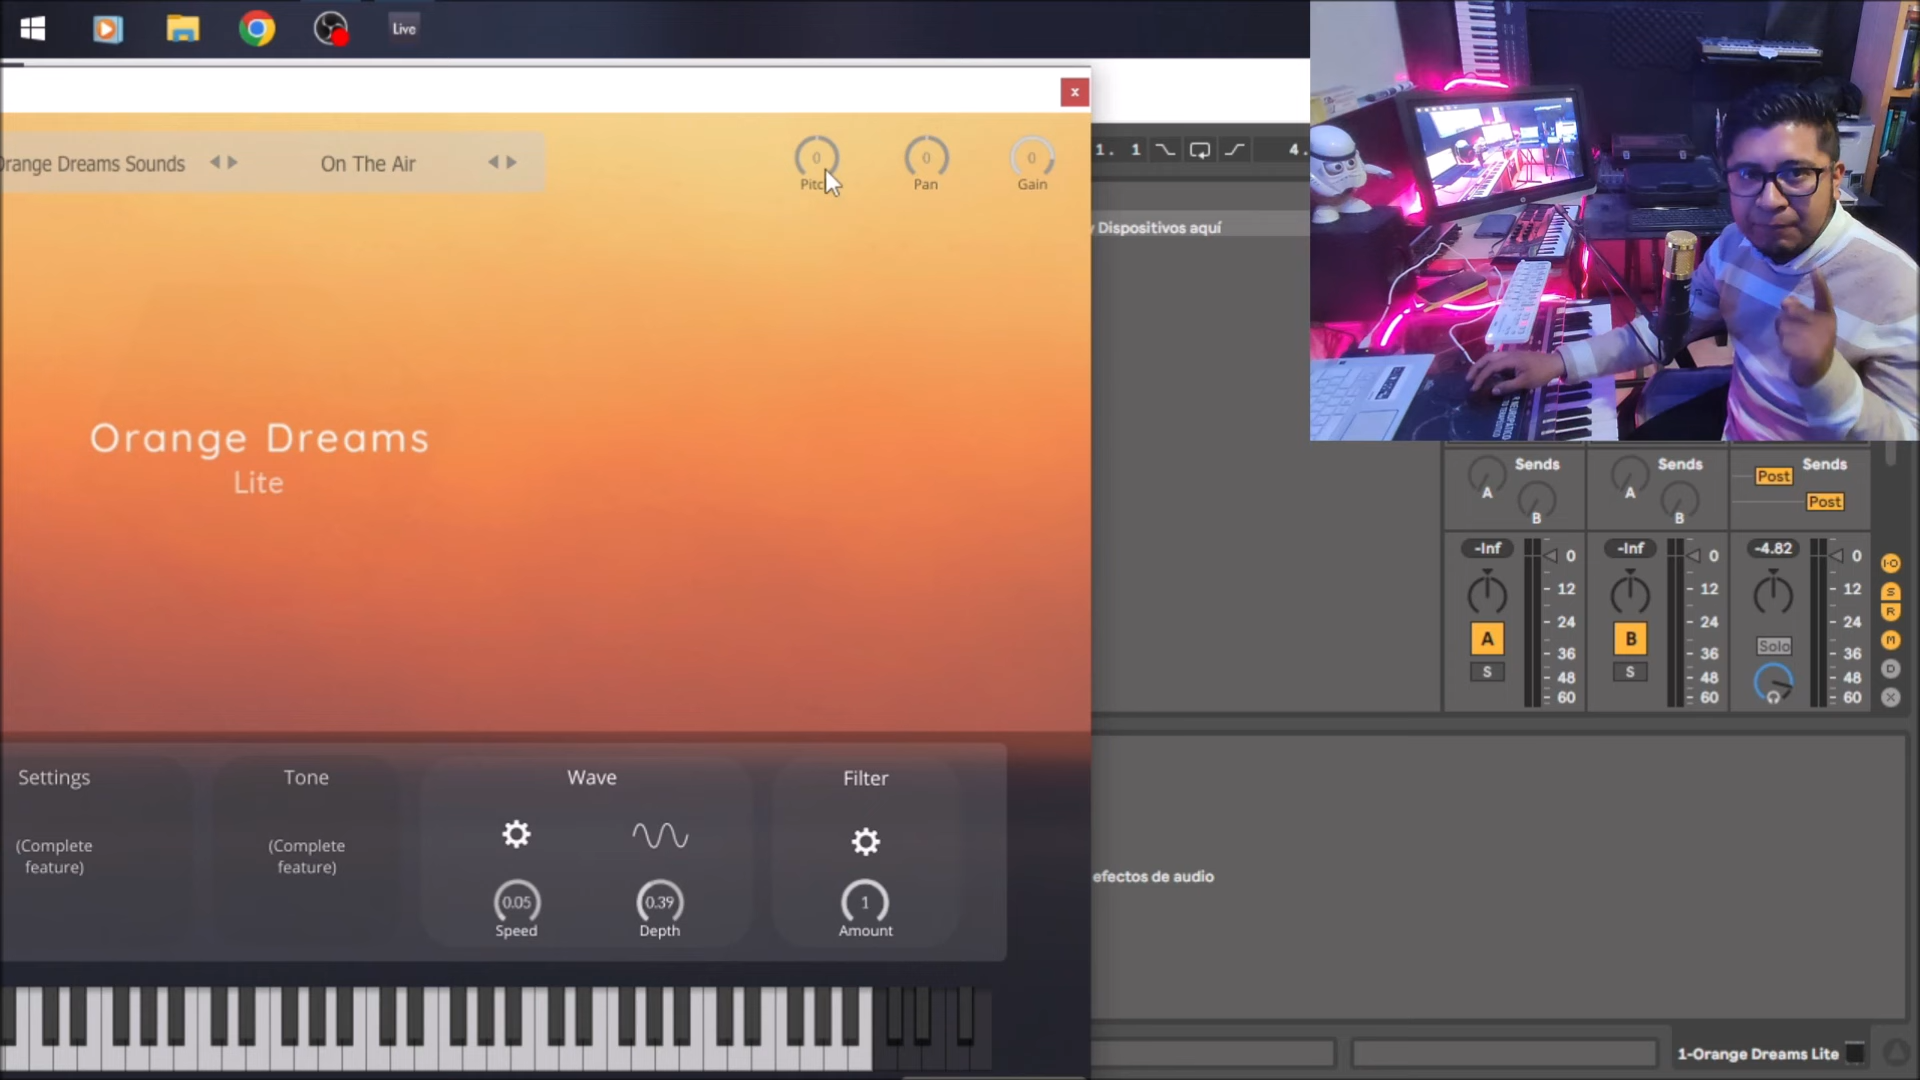 Live
x
Orange Dreams Sounds
On The Air
0
Pitch
0
Pan
0
Gain
1. 1
4.
y Dispositivos aquí
Orange Dreams
Lite
Sends
A
B
Sends
A
B
Sends
Post
Post
-Inf
0
12
24
36
48
60
A
S
-Inf
0
12
24
36
48
60
B
S
-4.82
0
12
24
36
48
60
Solo
I·O
S
R
M
D
X
Settings
(Complete
feature)
Tone
(Complete
feature)
Wave
0.05
Speed
0.39
Depth
Filter
1
Amount
efectos de audio
1-Orange Dreams Lite